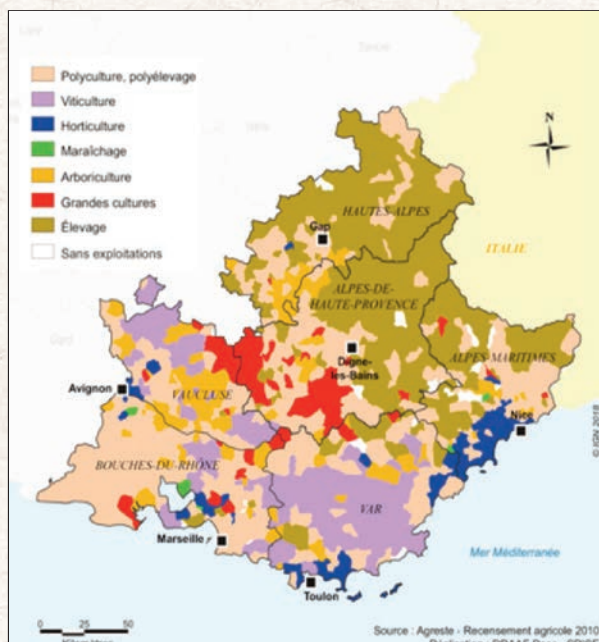 Polyculture, polyélevage
Viticulture
Horticulture
Maraîchage
Arboriculture
Grandes cultures
Élevage
Sans exploitations
N
HAUTES-ALPES
Gap
ITALIE
ALPES-DE-
HAUTE-PROVENCE
Digne-
les-Bains
ALPES-MARITIMES
Avignon
VAUCLUSE
Nice
BOUCHES-DU-RHÔNE
VAR
Marseille
Toulon
Mer Méditerranée
© IGN 2018
0 25 50
Source : Agreste - Recensement agricole 2010